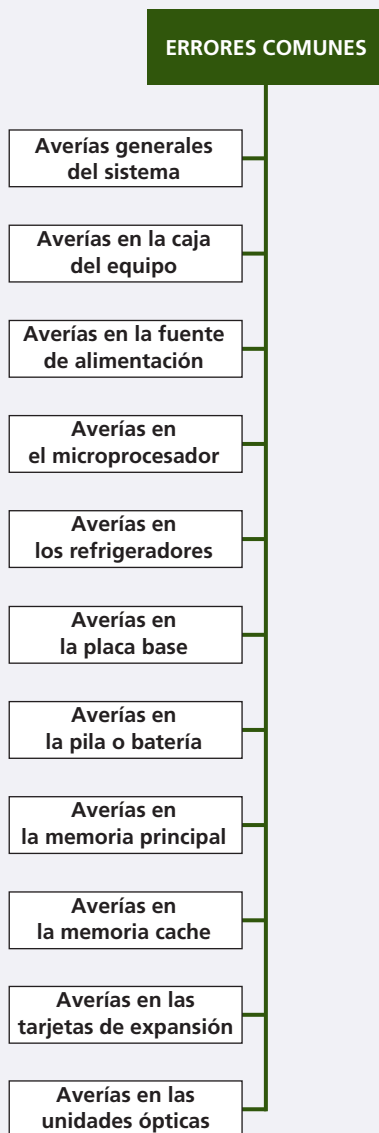 ERRORES COMUNES
Averías generales
del sistema
Averías en la caja
del equipo
Averías en la fuente
de alimentación
Averías en
el microprocesador
Averías en
los refrigeradores
Averías en
la placa base
Averías en
la pila o batería
Averías en
la memoria principal
Averías en
la memoria cache
Averías en las
tarjetas de expansión
Averías en las
unidades ópticas